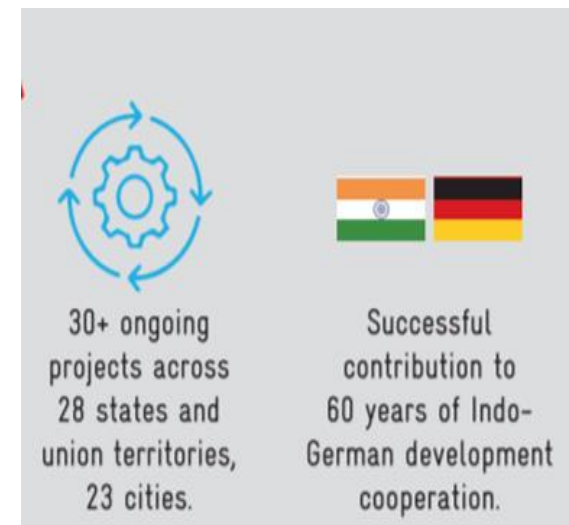 30+ ongoing
projects across
28 states and
union territories,
23 cities.
Successful
contribution to
60 years of Indo-
German development
cooperation.